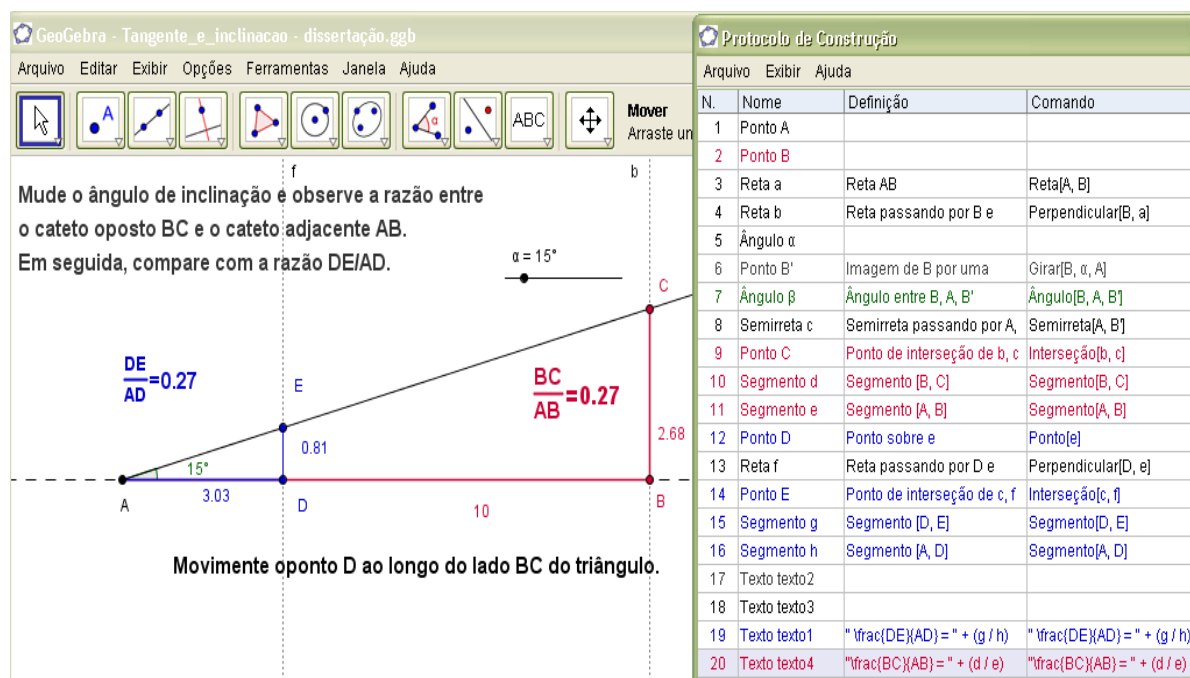 GeoGebra - Tangente_e_inclinacao - dissertação.ggb
Arquivo Editar Exibir Opções Ferramentas Janela Ajuda
A
α
ABC
Mover
Arraste un
f
b
Mude o ângulo de inclinação e observe a razão entre
o cateto oposto BC e o cateto adjacente AB.
Em seguida, compare com a razão DE/AD.
α = 15°
C
DE
AD
=0.27
E
BC
AB
=0.27
0.81
2.68
15°
A
3.03
D
10
B
Movimente oponto D ao longo do lado BC do triângulo.
Protocolo de Construção
Arquivo Exibir Ajuda
N. Nome Definição Comando
1 Ponto A
2 Ponto B
3 Reta a Reta AB Reta[A, B]
4 Reta b Reta passando por B e Perpendicular[B, a]
5 Ângulo α
6 Ponto B' Imagem de B por uma Girar[B, α, A]
7 Ângulo β Ângulo entre B, A, B' Ângulo[B, A, B']
8 Semirreta c Semirreta passando por A, Semirreta[A, B']
9 Ponto C Ponto de interseção de b, c Interseção[b, c]
10 Segmento d Segmento [B, C] Segmento[B, C]
11 Segmento e Segmento [A, B] Segmento[A, B]
12 Ponto D Ponto sobre e Ponto[e]
13 Reta f Reta passando por D e Perpendicular[D, e]
14 Ponto E Ponto de interseção de c, f Interseção[c, f]
15 Segmento g Segmento [D, E] Segmento[D, E]
16 Segmento h Segmento [A, D] Segmento[A, D]
17 Texto texto2
18 Texto texto3
19 Texto texto1 " \frac{DE}{AD} = " + (g / h) "\frac{DE}{AD} = " + (g / h)
20 Texto texto4 "\frac{BC}{AB} = " + (d / e) "\frac{BC}{AB} = " + (d / e)